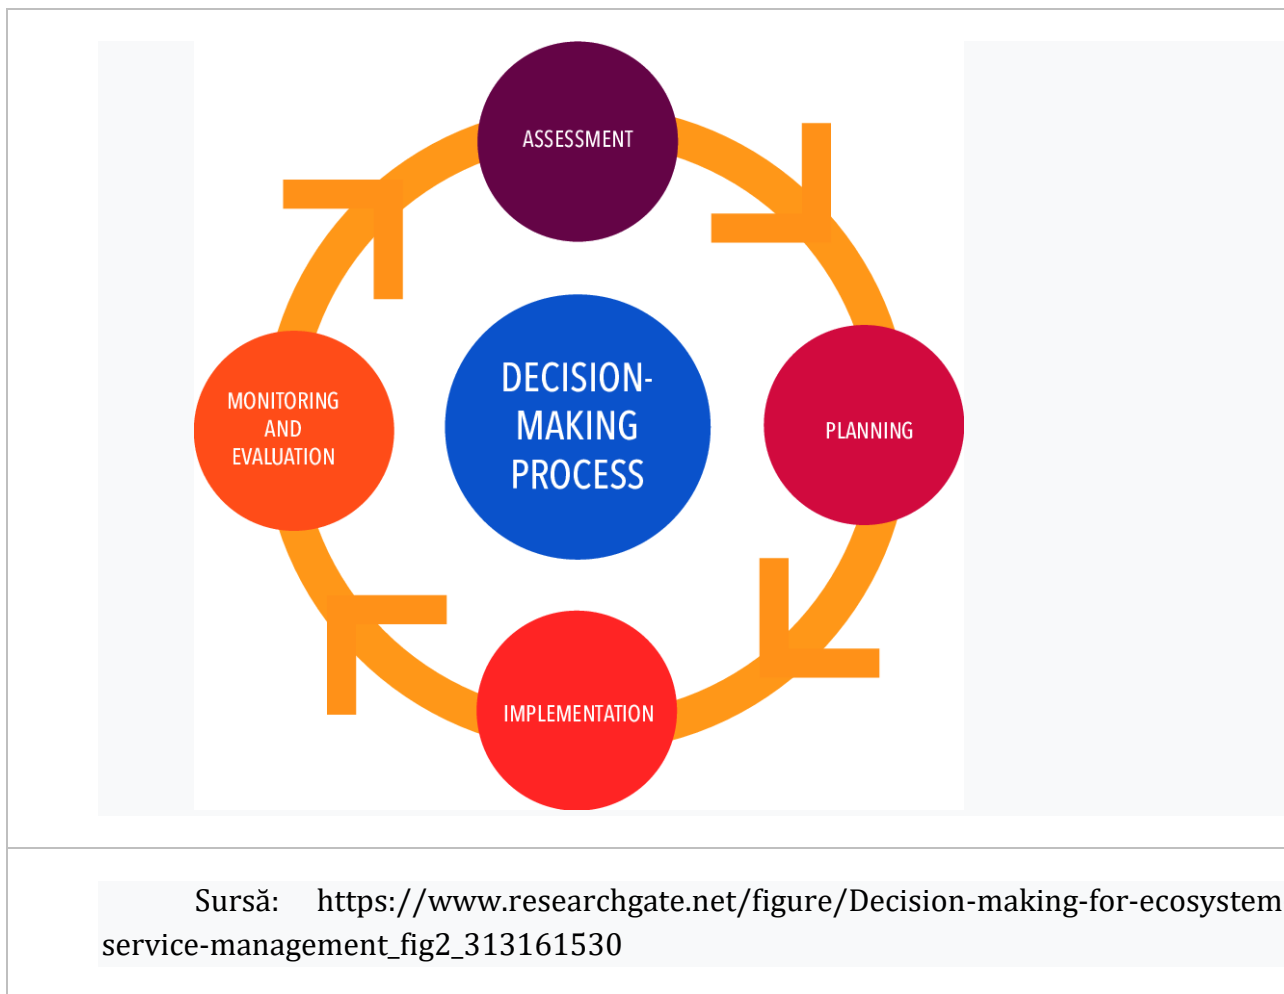 ASSESSMENT
DECISION-
MAKING
PROCESS
MONITORING
AND
EVALUATION
PLANNING
IMPLEMENTATION
Sursă: https://www.researchgate.net/figure/Decision-making-for-ecosystem
service-management_fig2_313161530